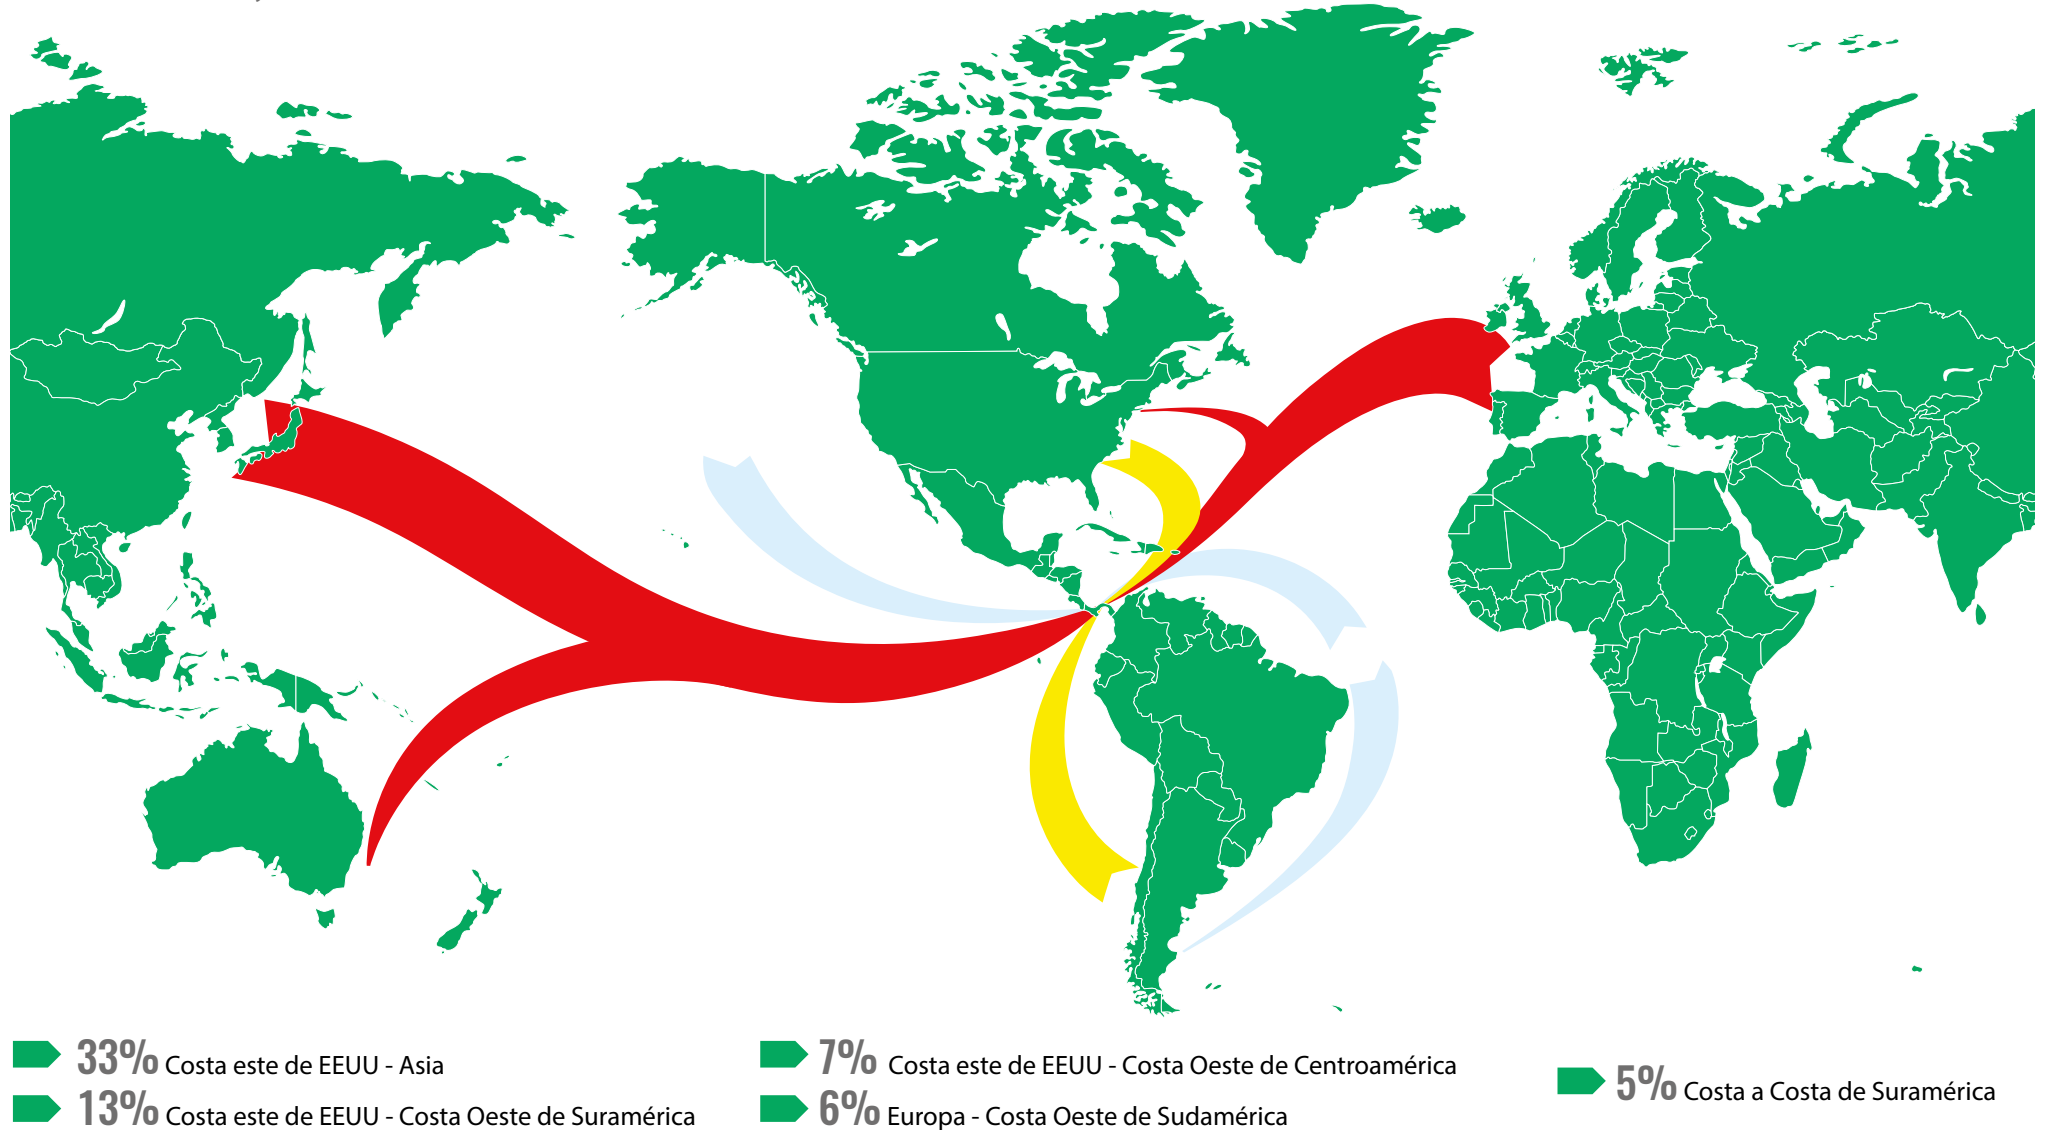 33% Costa este de EEUU - Asia
13% Costa este de EEUU - Costa Oeste de Suramérica
7% Costa este de EEUU - Costa Oeste de Centroamérica
6% Europa - Costa Oeste de Sudamérica
5% Costa a Costa de Suramérica